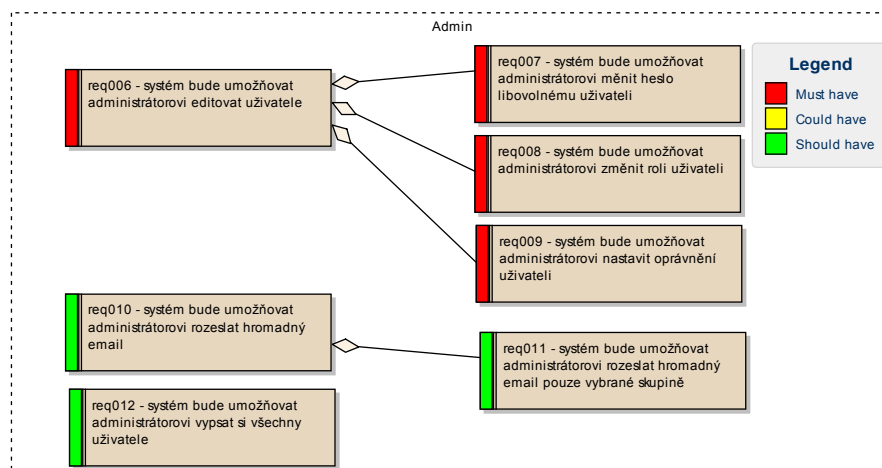 Admin
req006 - systém bude umožňovat
administrátorovi editovat uživatele
req007 - systém bude umožňovat
administrátorovi měnit heslo
libovolnému uživateli
req008 - systém bude umožňovat
administrátorovi změnit roli uživateli
req009 - systém bude umožňovat
administrátorovi nastavit oprávnění
uživateli
req010 - systém bude umožňovat
administrátorovi rozeslat hromadný
email
req011 - systém bude umožňovat
administrátorovi rozeslat hromadný
email pouze vybrané skupině
req012 - systém bude umožňovat
administrátorovi vypsat si všechny
uživatele
Legend
Must have
Could have
Should have